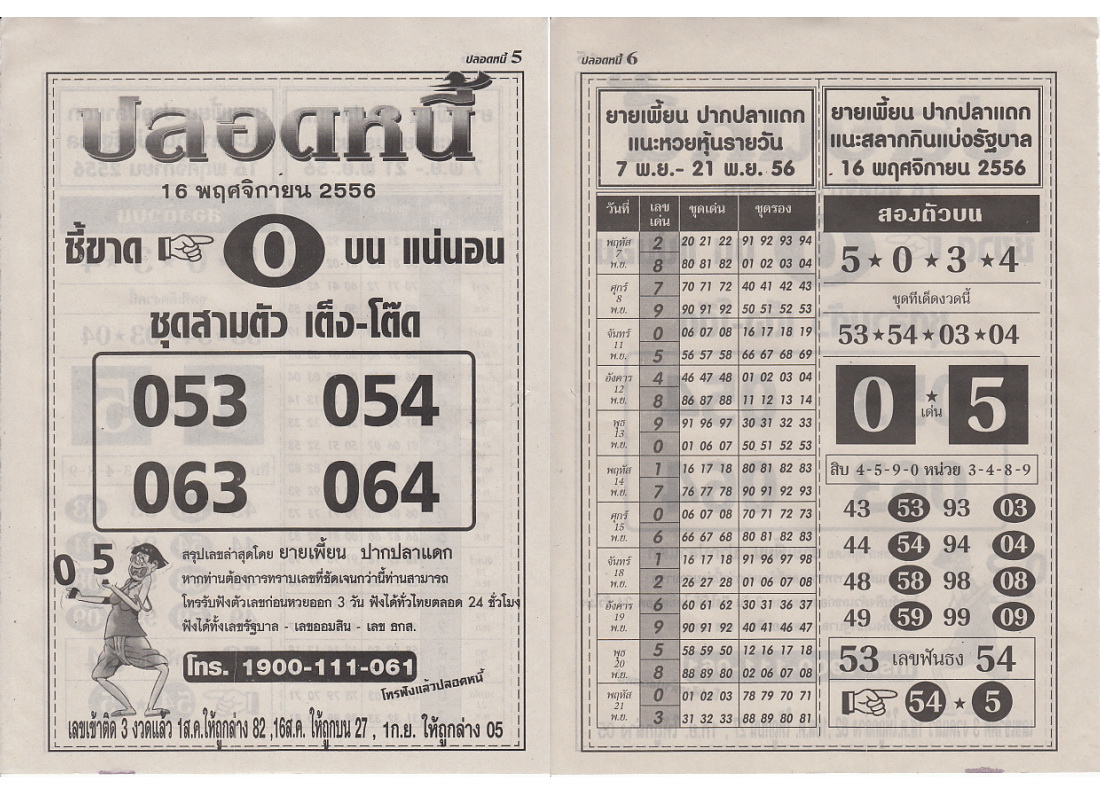 ปลอดหนี้ 5
ปลอดหนี้
16 พฤศจิกายน 2556
ชี้ขาด 0 บน แน่นอน
ชุดสามตัว เต็ง-โต๊ด
053 054
063 064
0 5
สรุปเลขล่าสุดโดย ยายเพี้ยน ปากปลาแดก
หากท่านต้องการทราบเลขที่ชัดเจนกว่านี้ท่านสามารถ
โทรรับฟังตัวเลขก่อนหวยออก 3 วัน ฟังได้ทั่วไทยตลอด 24 ชั่วโมง
ฟังได้ทั้งเลขรัฐบาล - เลขออมสิน - เลข ธกส.
โทร. 1900-111-061
โทรฟังแล้วปลอดหนี้
เลขเข้าติด 3 งวดแล้ว 1ส.ค.ให้ถูกล่าง 82 ,16ส.ค. ให้ถูกบน 27 , 1ก.ย. ให้ถูกล่าง 05
ปลอดหนี้ 6
ยายเพี้ยน ปากปลาแดก
แนะหวยหุ้นรายวัน
7 พ.ย.- 21 พ.ย. 56
วันที่ เลขเด่น ชุดเด่น ชุดรอง
พฤหัส 7 พ.ย. 2 20 21 22 91 92 93 94
8 80 81 82 01 02 03 04
ศุกร์ 8 พ.ย. 7 70 71 72 40 41 42 43
9 90 91 92 50 51 52 53
จันทร์ 11 พ.ย. 0 06 07 08 16 17 18 19
5 56 57 58 66 67 68 69
อังคาร 12 พ.ย. 4 46 47 48 01 02 03 04
8 86 87 88 11 12 13 14
พุธ 13 พ.ย. 9 91 96 97 30 31 32 33
0 01 06 07 50 51 52 53
พฤหัส 14 พ.ย. 1 16 17 18 80 81 82 83
7 76 77 78 90 91 92 93
ศุกร์ 15 พ.ย. 0 06 07 08 70 71 72 73
6 66 67 68 80 81 82 83
จันทร์ 18 พ.ย. 1 16 17 18 91 96 97 98
2 26 27 28 01 06 07 08
อังคาร 19 พ.ย. 6 60 61 62 30 31 36 37
9 90 91 92 40 41 46 47
พุธ 20 พ.ย. 5 58 59 50 12 16 17 18
8 88 89 80 02 06 07 08
พฤหัส 21 พ.ย. 0 01 02 03 78 79 70 71
3 31 32 33 88 89 80 81
ยายเพี้ยน ปากปลาแดก
แนะสลากกินแบ่งรัฐบาล
16 พฤศจิกายน 2556
สองตัวบน
5 ★ 0 ★ 3 ★ 4
ชุดทีเด็ดงวดนี้
53 ★ 54 ★ 03 ★ 04
0 ★ เด่น 5
สิบ 4-5-9-0 หน่วย 3-4-8-9
43 53 93 03
44 54 94 04
48 58 98 08
49 59 99 09
53 เลขฟันธง 54
54 ★ 5